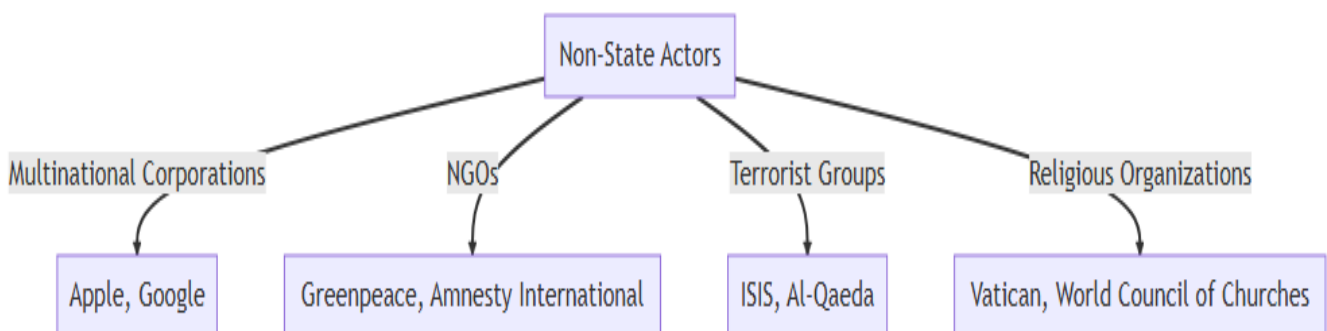 Non-State Actors
Multinational Corporations
NGOs
Terrorist Groups
Religious Organizations
Apple, Google
Greenpeace, Amnesty International
ISIS, Al-Qaeda
Vatican, World Council of Churches